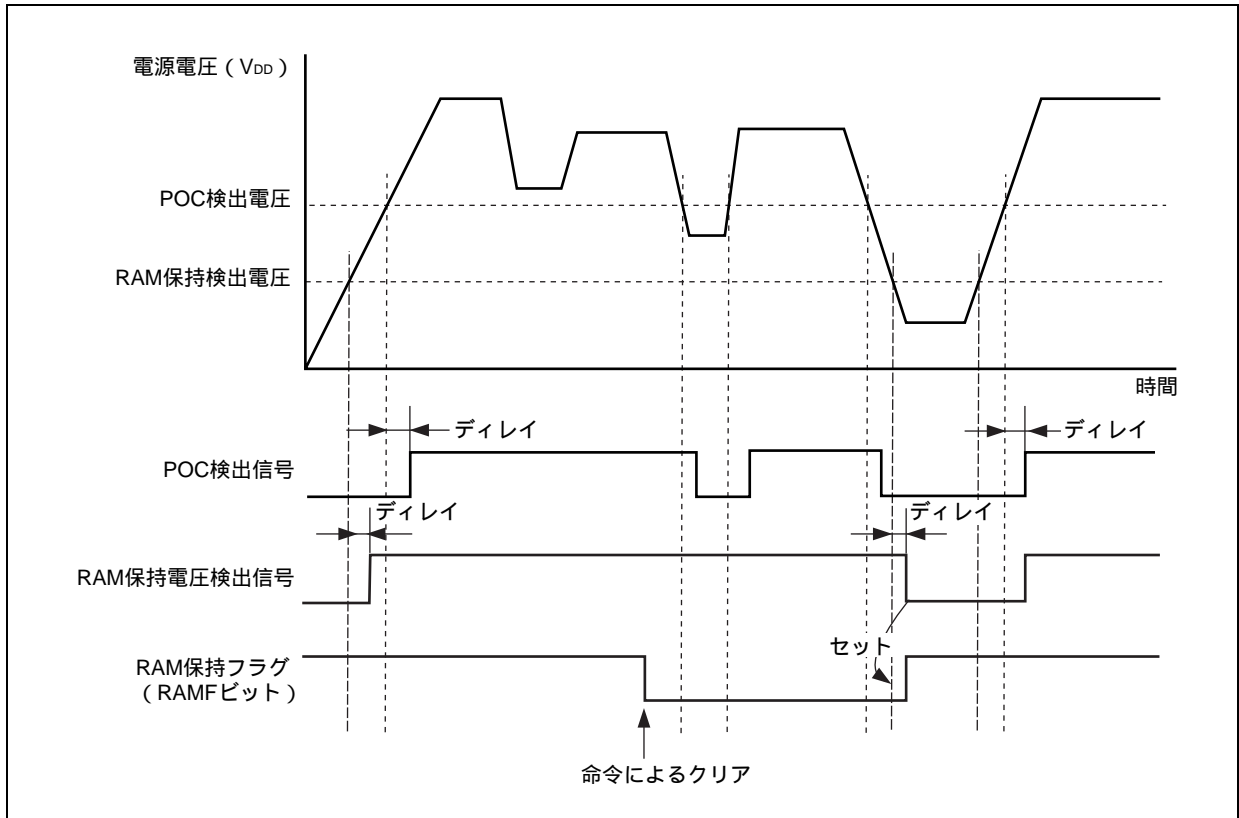 電源電圧（VDD）
POC検出電圧
RAM保持検出電圧
時間
ディレイ
ディレイ
POC検出信号
ディレイ
ディレイ
RAM保持電圧検出信号
セット
RAM保持フラグ
（RAMFビット）
命令によるクリア